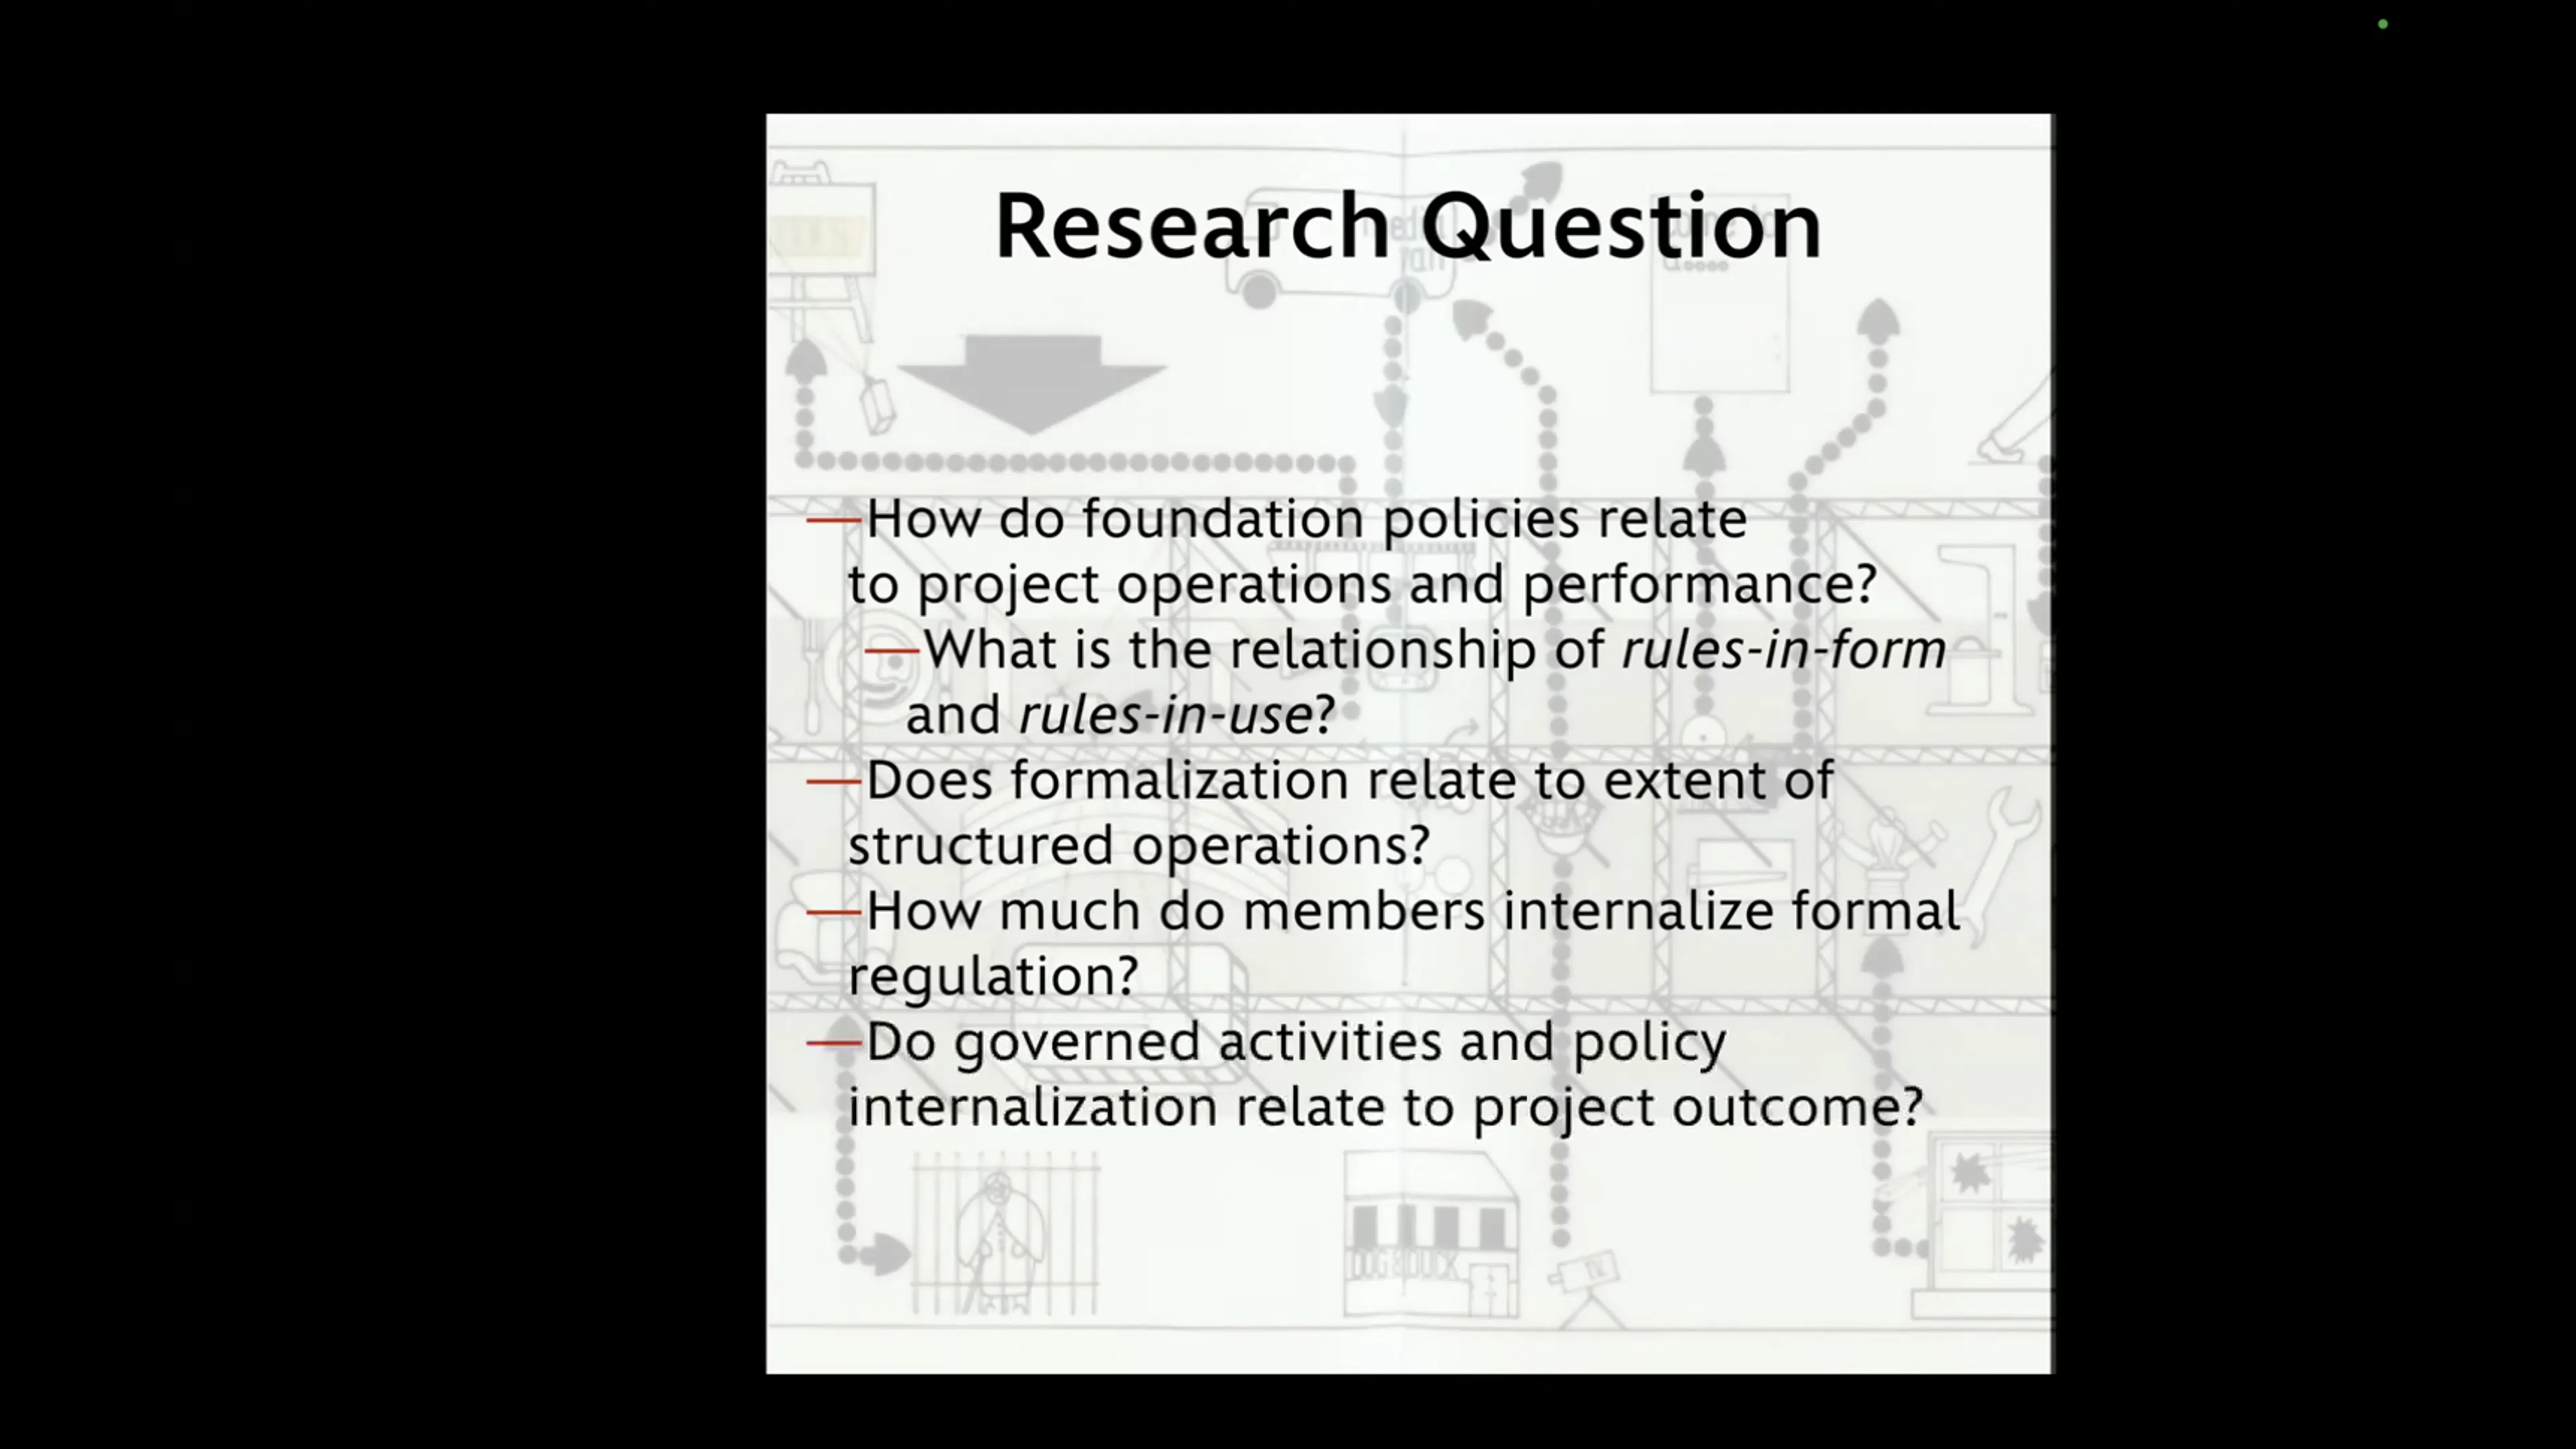 Research Question
—How do foundation policies relate
to project operations and performance?
—What is the relationship of rules-in-form
and rules-in-use?
—Does formalization relate to extent of
structured operations?
—How much do members internalize formal
regulation?
—Do governed activities and policy
internalization relate to project outcome?
DOG & DUCK